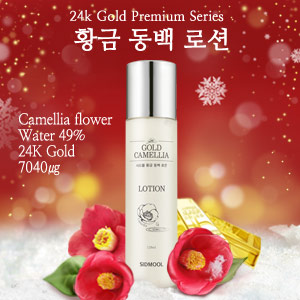 24k Gold Premium Series
황금 동백 로션
Camellia flower
Water 49%
24K Gold
7040㎍
GOLD
CAMELLIA
LOTION
SIDMOOL